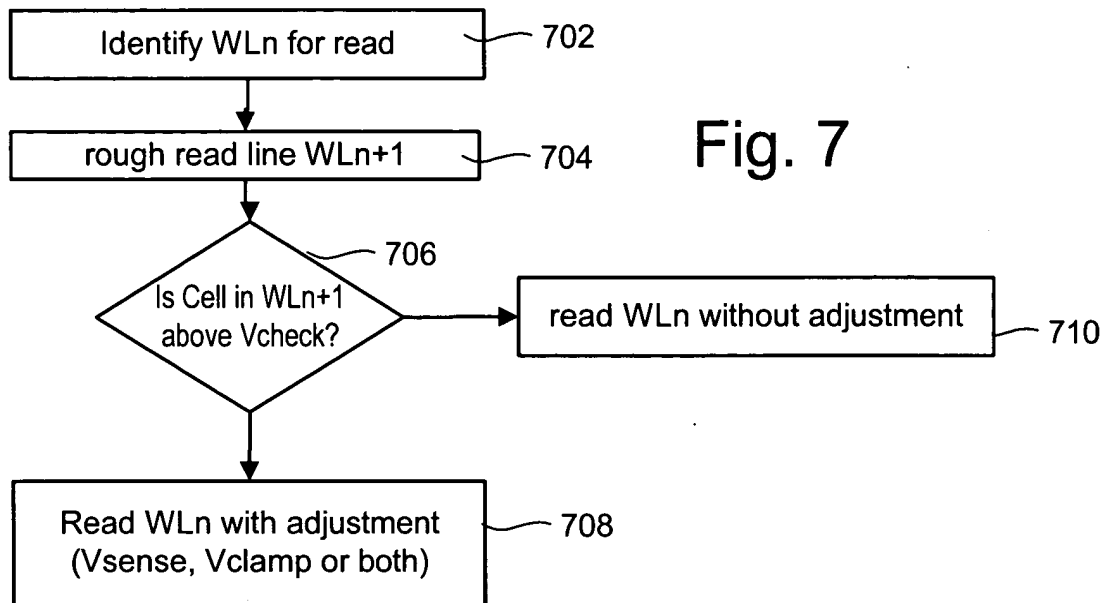 Identify WLn for read
702
rough read line WLn+1
704
Fig. 7
706
Is Cell in WLn+1
above Vcheck?
read WLn without adjustment
710
Read WLn with adjustment
(Vsense, Vclamp or both)
708